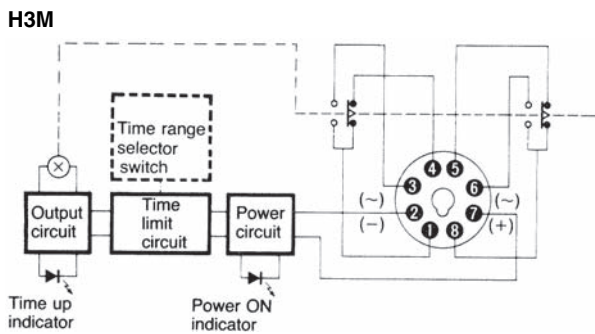 H3M
Time range
selector
switch
Output
circuit
Time
limit
circuit
Power
circuit
Time up
indicator
Power ON
indicator
4 5
3 6
(~) (~)
2 7
(−) (+)
1 8